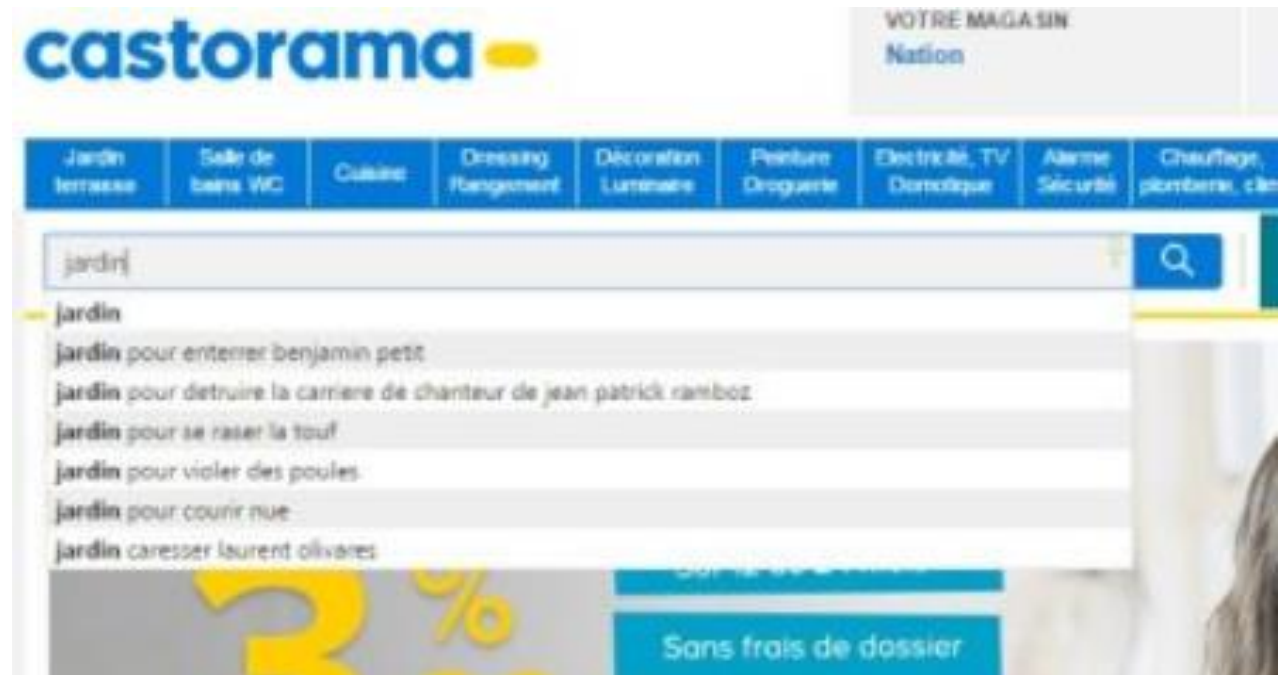 castorama
VOTRE MAGASIN
Nation
Jardin
terrasse
Salle de
bains WC
Cuisine
Dressing
Rangement
Décoration
Luminaire
Peinture
Droguerie
Electricité, TV
Domotique
Alarme
Sécurité
Chauffage,
plomberie, clim
jardin
jardin
jardin pour enterrer benjamin petit
jardin pour detruire la carriere de chanteur de jean patrick ramboz
jardin pour se raser la touf
jardin pour violer des poules
jardin pour courir nue
jardin caresser laurent olivares
3 %
Sans frais de dossier